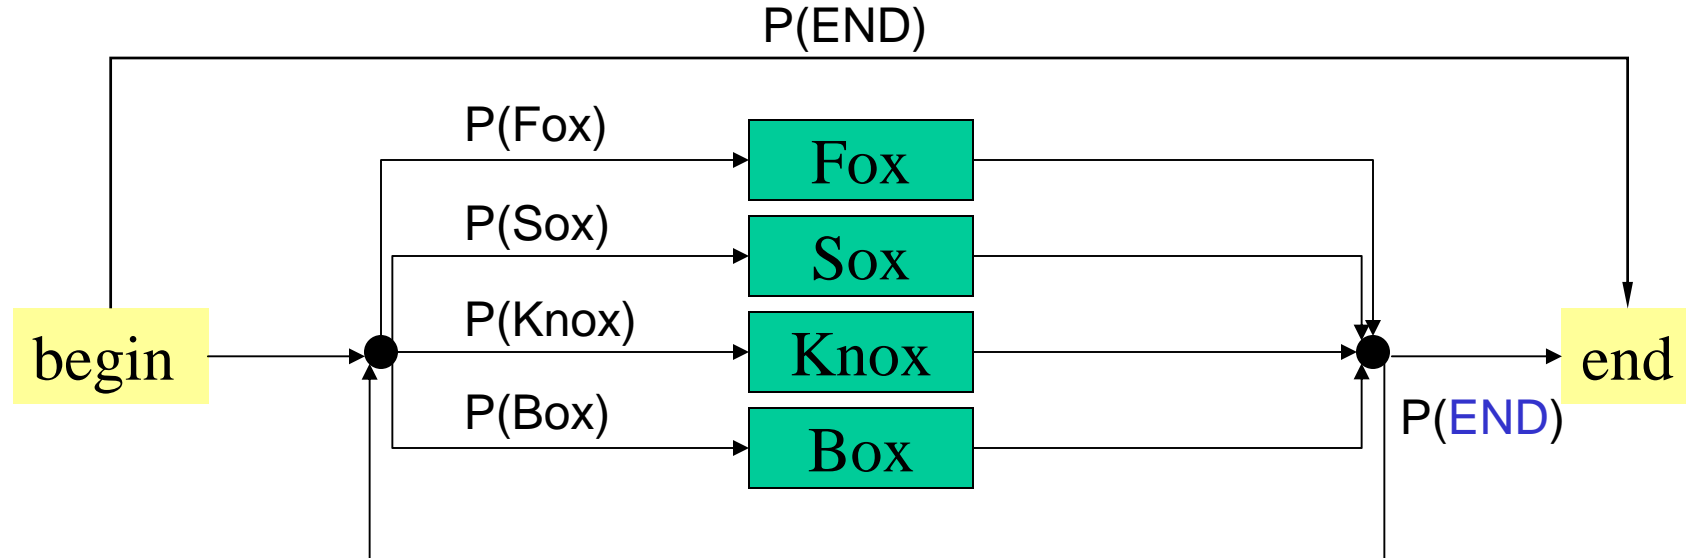 P(END)
P(Fox)
Fox
P(Sox)
Sox
P(Knox)
begin
Knox
end
P(Box)
P(END)
Box